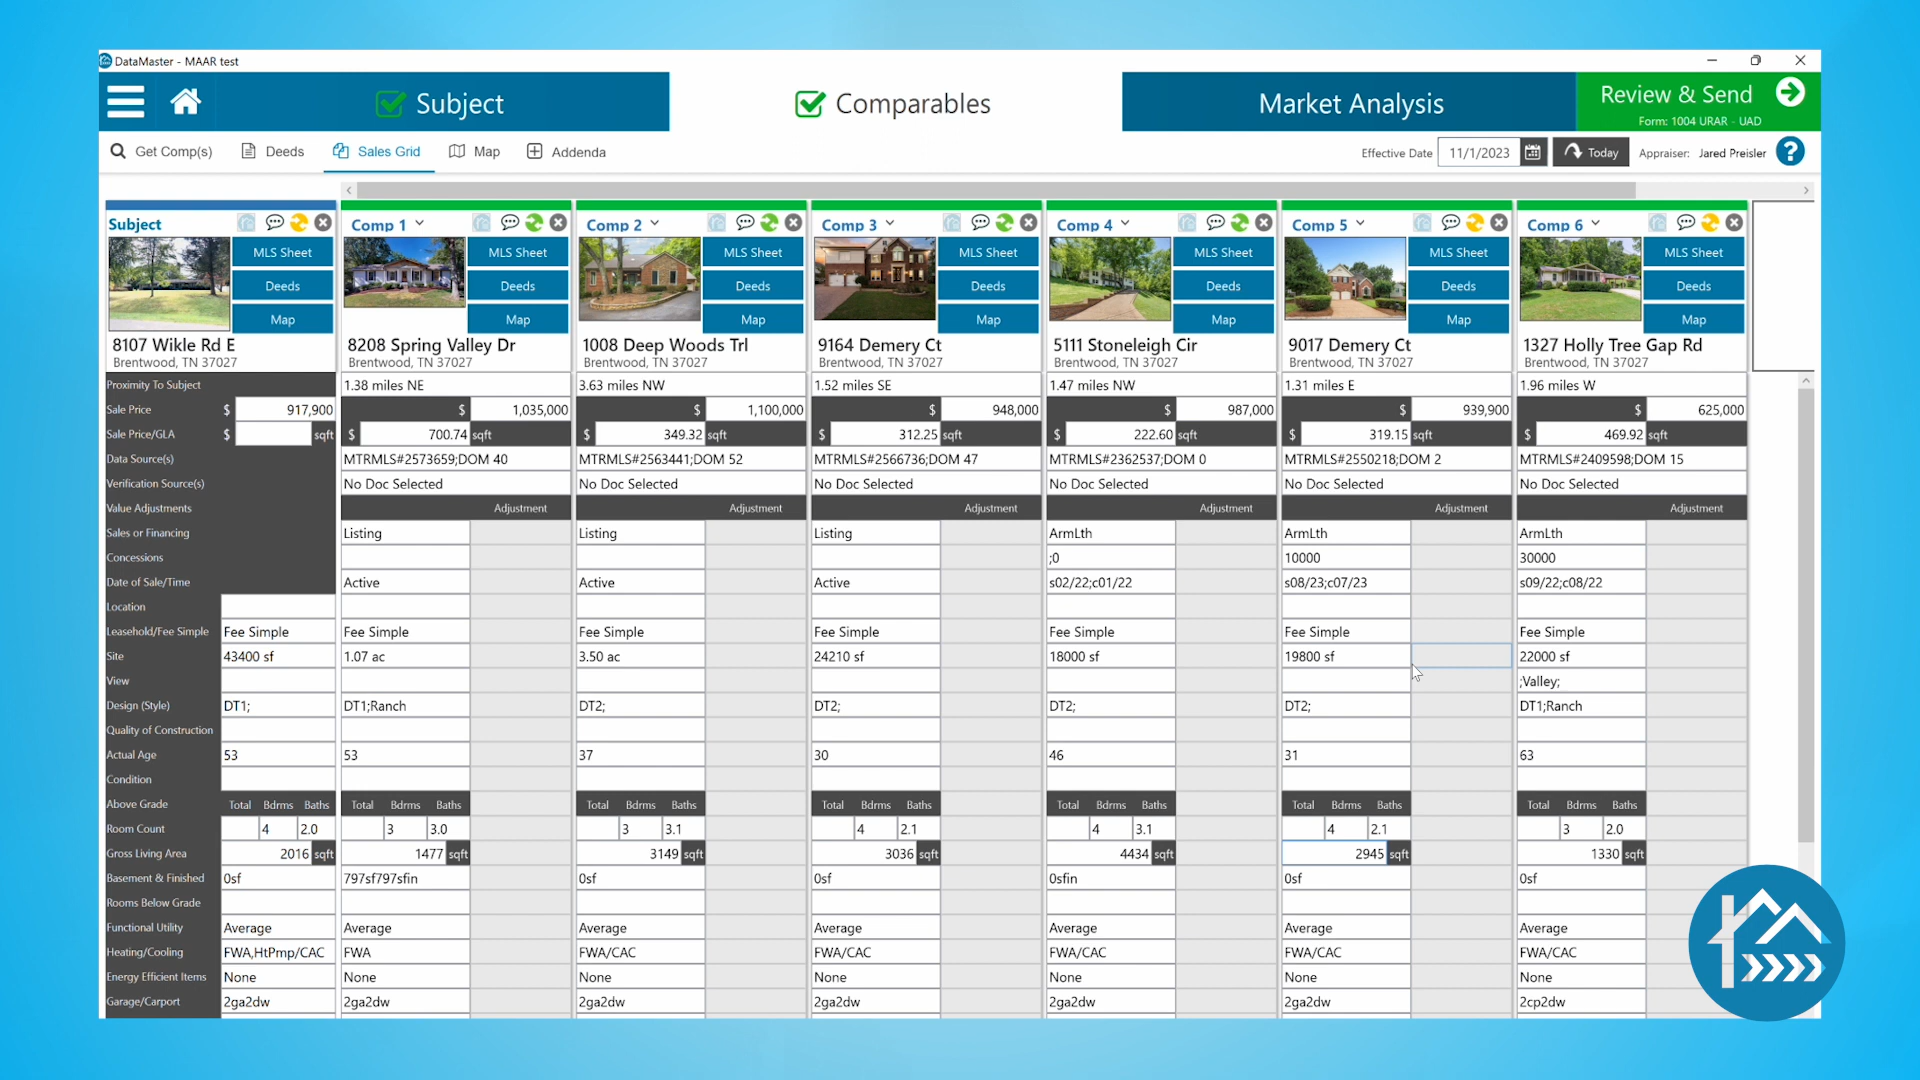 DataMaster - MAAR test
Subject
Comparables
Market Analysis
Review & Send
Form: 1004 URAR - UAD
Get Comp(s) Deeds Sales Grid Map Addenda Effective Date 11/1/2023 Today Appraiser: Jared Preisler ?
Subject Comp 1 Comp 2 Comp 3 Comp 4 Comp 5 Comp 6
MLS Sheet MLS Sheet MLS Sheet MLS Sheet MLS Sheet MLS Sheet MLS Sheet
Deeds Deeds Deeds Deeds Deeds Deeds Deeds
Map Map Map Map Map Map Map
8107 Wikle Rd E 8208 Spring Valley Dr 1008 Deep Woods Trl 9164 Demery Ct 5111 Stoneleigh Cir 9017 Demery Ct 1327 Holly Tree Gap Rd
Brentwood, TN 37027 Brentwood, TN 37027 Brentwood, TN 37027 Brentwood, TN 37027 Brentwood, TN 37027 Brentwood, TN 37027 Brentwood, TN 37027
Proximity To Subject 1.38 miles NE 3.63 miles NW 1.52 miles SE 1.47 miles NW 1.31 miles E 1.96 miles W
Sale Price $ 917,900 $ 1,035,000 $ 1,100,000 $ 948,000 $ 987,000 $ 939,900 $ 625,000
Sale Price/GLA $ sqft $ 700.74 sqft $ 349.32 sqft $ 312.25 sqft $ 222.60 sqft $ 319.15 sqft $ 469.92 sqft
Data Source(s) MTRMLS#2573659;DOM 40 MTRMLS#2563441;DOM 52 MTRMLS#2566736;DOM 47 MTRMLS#2362537;DOM 0 MTRMLS#2550218;DOM 2 MTRMLS#2409598;DOM 15
Verification Source(s) No Doc Selected No Doc Selected No Doc Selected No Doc Selected No Doc Selected No Doc Selected
Value Adjustments Adjustment Adjustment Adjustment Adjustment Adjustment Adjustment
Sales or Financing Listing Listing Listing ArmLth ArmLth ArmLth
Concessions ;0 10000 30000
Date of Sale/Time Active Active Active s02/22;c01/22 s08/23;c07/23 s09/22;c08/22
Location
Leasehold/Fee Simple Fee Simple Fee Simple Fee Simple Fee Simple Fee Simple Fee Simple Fee Simple
Site 43400 sf 1.07 ac 3.50 ac 24210 sf 18000 sf 19800 sf 22000 sf
View ;Valley;
Design (Style) DT1; DT1;Ranch DT2; DT2; DT2; DT2; DT1;Ranch
Quality of Construction
Actual Age 53 53 37 30 46 31 63
Condition
Above Grade Total Bdrms Baths Total Bdrms Baths Total Bdrms Baths Total Bdrms Baths Total Bdrms Baths Total Bdrms Baths Total Bdrms Baths
Room Count 4 2.0 3 3.0 3 3.1 4 2.1 4 3.1 4 2.1 3 2.0
Gross Living Area 2016 sqft 1477 sqft 3149 sqft 3036 sqft 4434 sqft 2945 sqft 1330 sqft
Basement & Finished 0sf 797sf797sfin 0sf 0sf 0sfin 0sf 0sf
Rooms Below Grade
Functional Utility Average Average Average Average Average Average Average
Heating/Cooling FWA,HtPmp/CAC FWA FWA/CAC FWA/CAC FWA/CAC FWA/CAC FWA/CAC
Energy Efficient Items None None None None None None None
Garage/Carport 2ga2dw 2ga2dw 2ga2dw 2ga2dw 2ga2dw 2ga2dw 2cp2dw